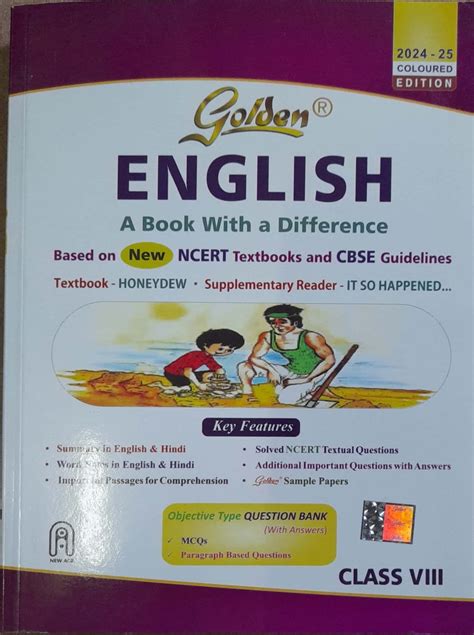 2024 - 25
COLOURED
EDITION
Golden®
ENGLISH
A Book With a Difference
Based on New NCERT Textbooks and CBSE Guidelines
Textbook - HONEYDEW • Supplementary Reader - IT SO HAPPENED...
Key Features
• Summary in English & Hindi
• Word Notes in English & Hindi
• Important Passages for Comprehension
• Solved NCERT Textual Questions
• Additional Important Questions with Answers
• Golden Sample Papers
Objective Type QUESTION BANK
(With Answers)
✓ MCQs
✓ Paragraph Based Questions
NEW AGE
CLASS VIII